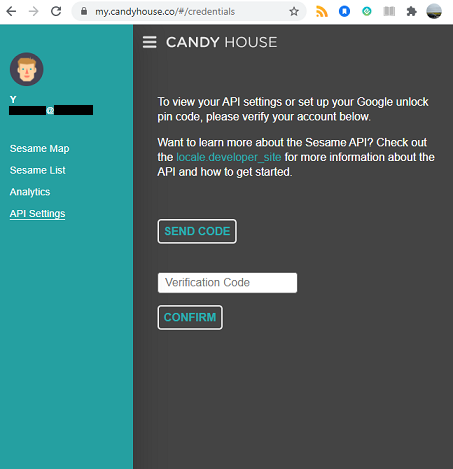 my.candyhouse.co/#/credentials
CANDY HOUSE
Y
@
Sesame Map
Sesame List
Analytics
API Settings
To view your API settings or set up your Google unlock
pin code, please verify your account below.
Want to learn more about the Sesame API? Check out
the locale.developer_site for more information about the
API and how to get started.
SEND CODE
Verification Code
CONFIRM